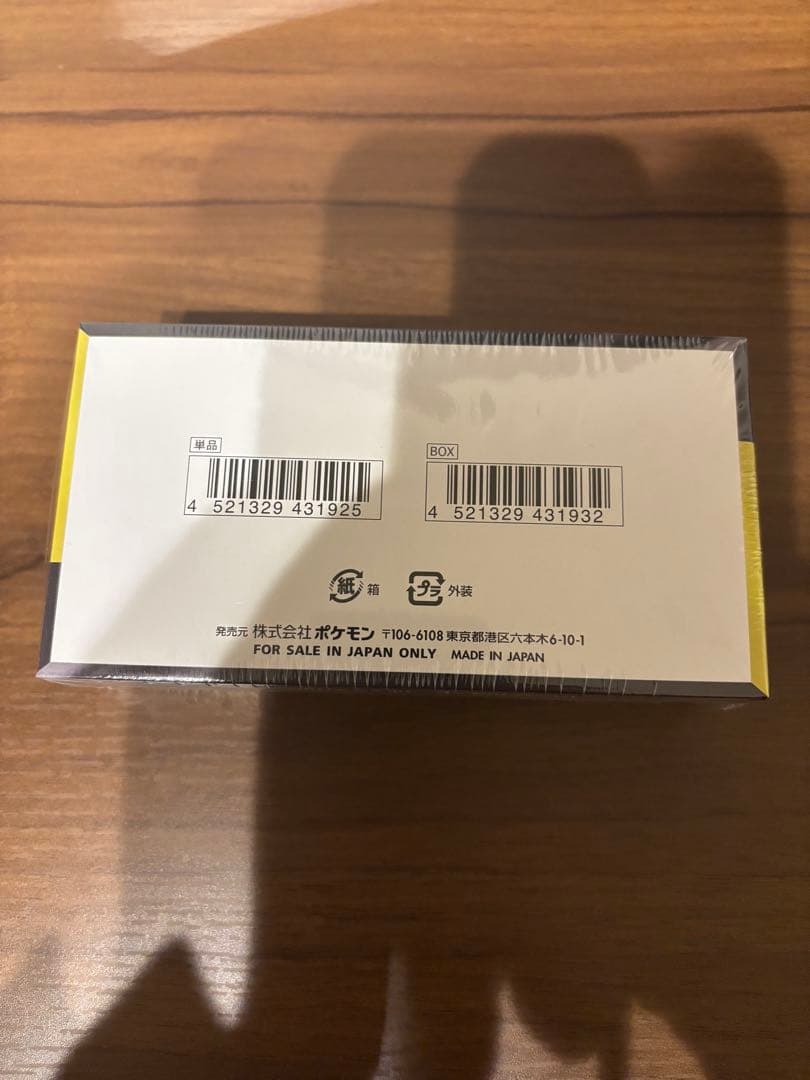 単品
BOX
4 521329 431925
4 521329 431932
紙 箱
プラ 外装
発売元 株式会社ポケモン 〒106-6108 東京都港区六本木6-10-1
FOR SALE IN JAPAN ONLY MADE IN JAPAN